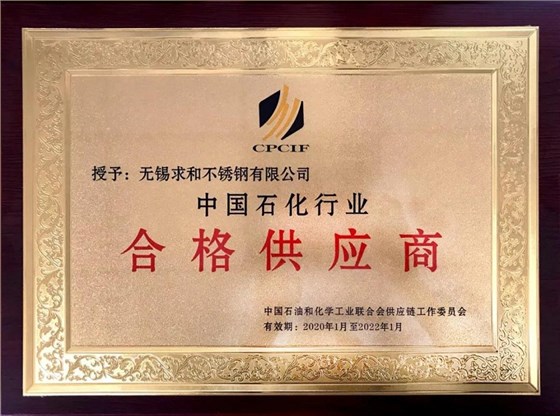 CPCIF
授予：无锡求和不锈钢有限公司
中国石化行业
合格供应商
中国石油和化学工业联合会供应链工作委员会
有效期：2020年1月至2022年1月